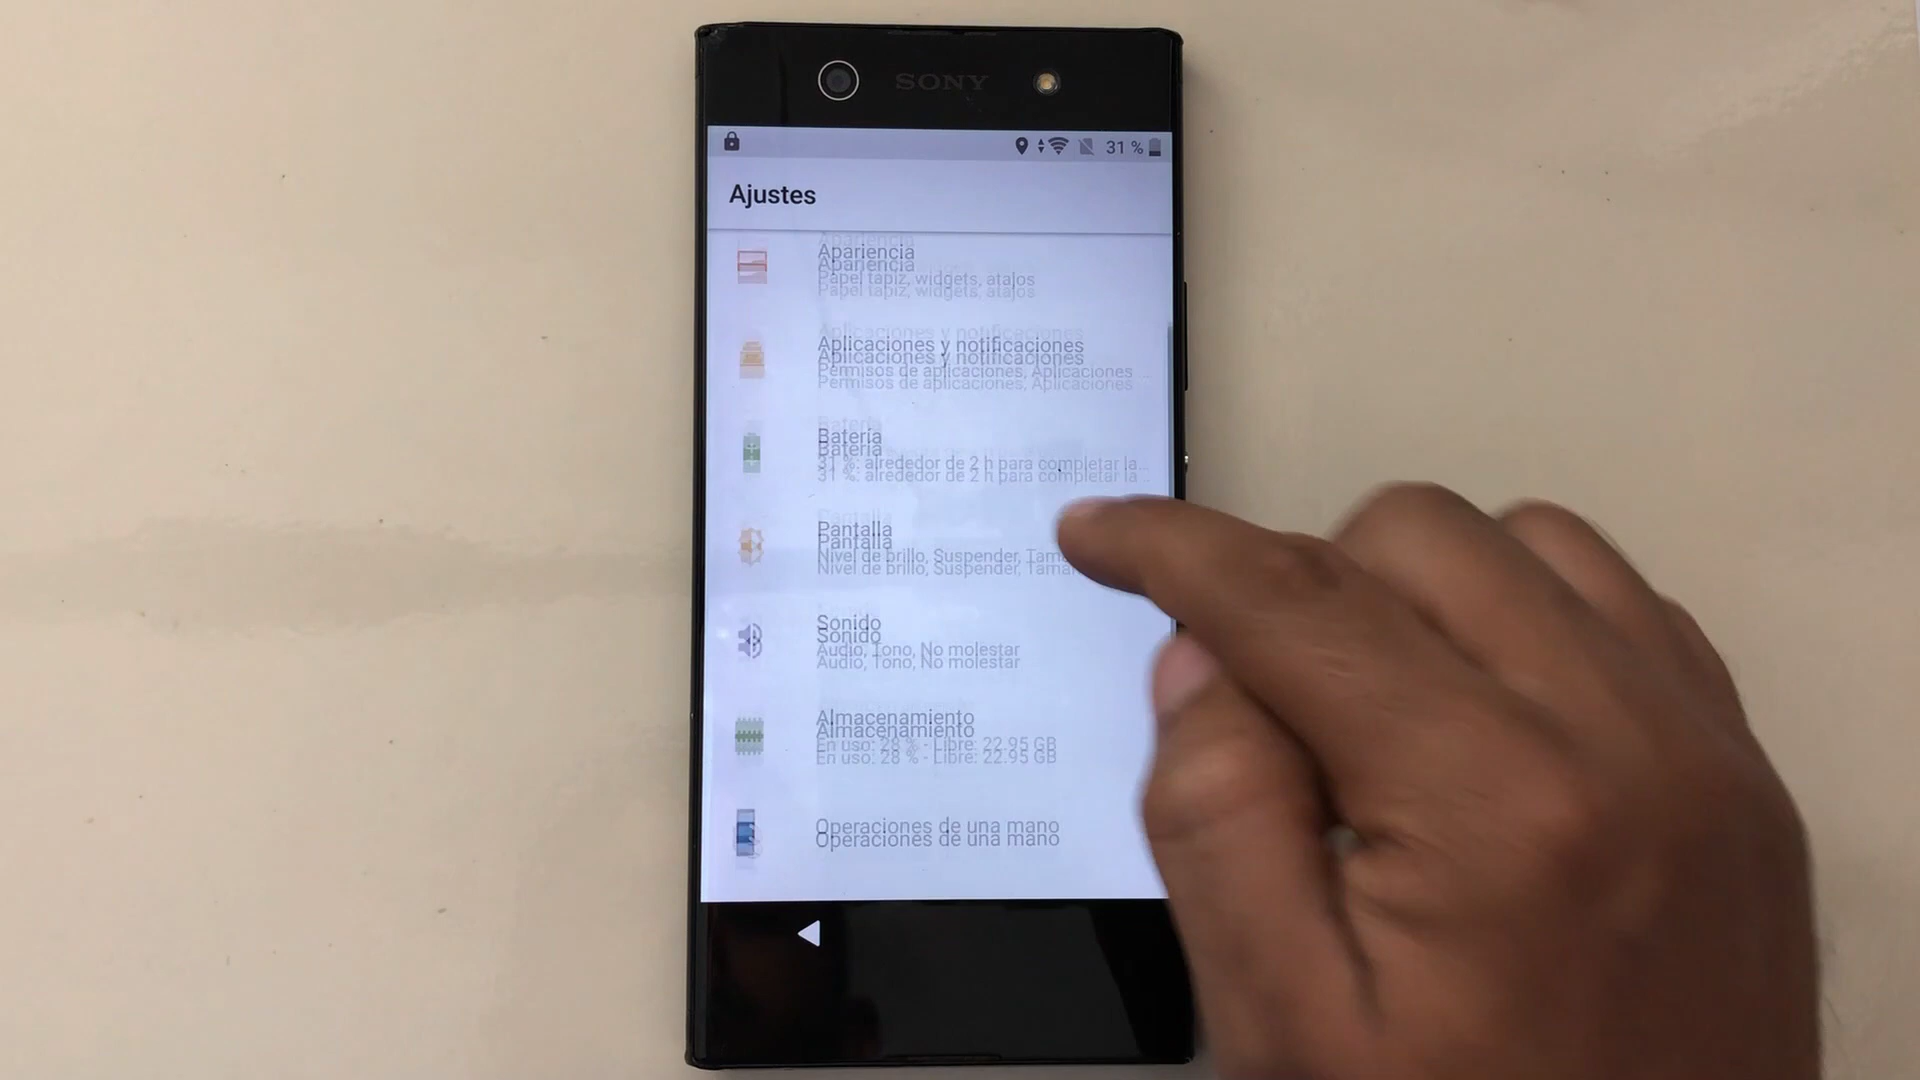 SONY
31 %
Ajustes
Apariencia
Papel tapiz, widgets, atajos
Aplicaciones y notificaciones
Permisos de aplicaciones, Aplicaciones ...
Batería
31 %: alrededor de 2 h para completar la...
Pantalla
Nivel de brillo, Suspender,
Sonido
Audio, Tono, No molestar
Almacenamiento
En uso: 28 % - Libre: 22.95 GB
Operaciones de una mano